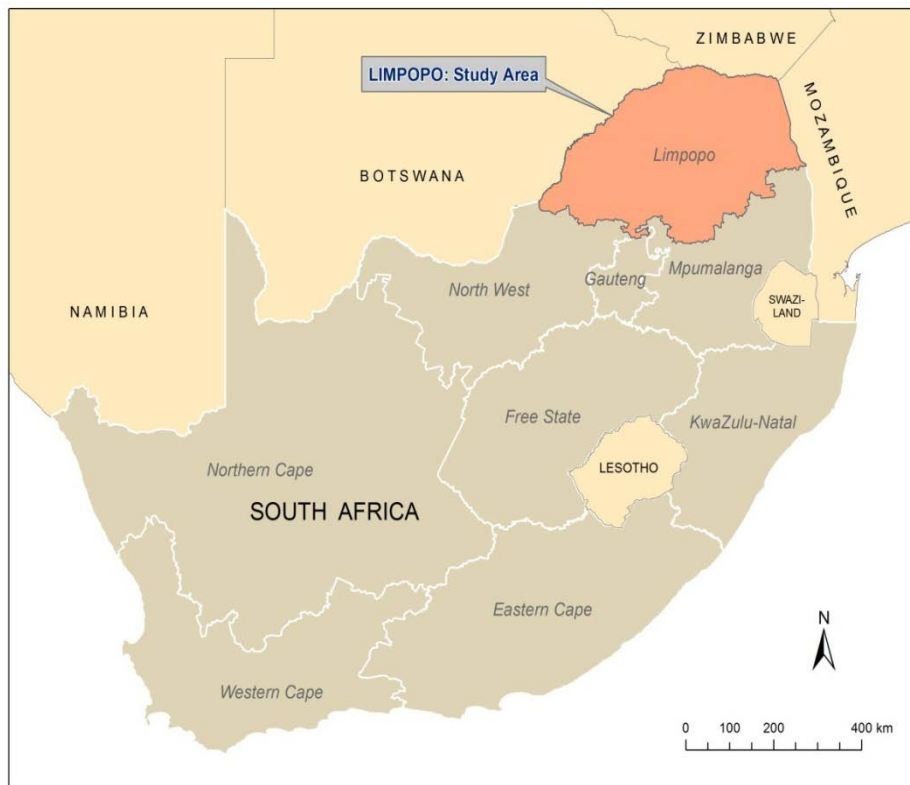 ZIMBABWE
LIMPOPO: Study Area
MOZAMBIQUE
Limpopo
BOTSWANA
Mpumalanga
Gauteng
North West
NAMIBIA
SWAZI-
LAND
Free State
KwaZulu-Natal
Northern Cape
LESOTHO
SOUTH AFRICA
Eastern Cape
N
Western Cape
0 100 200 400 km